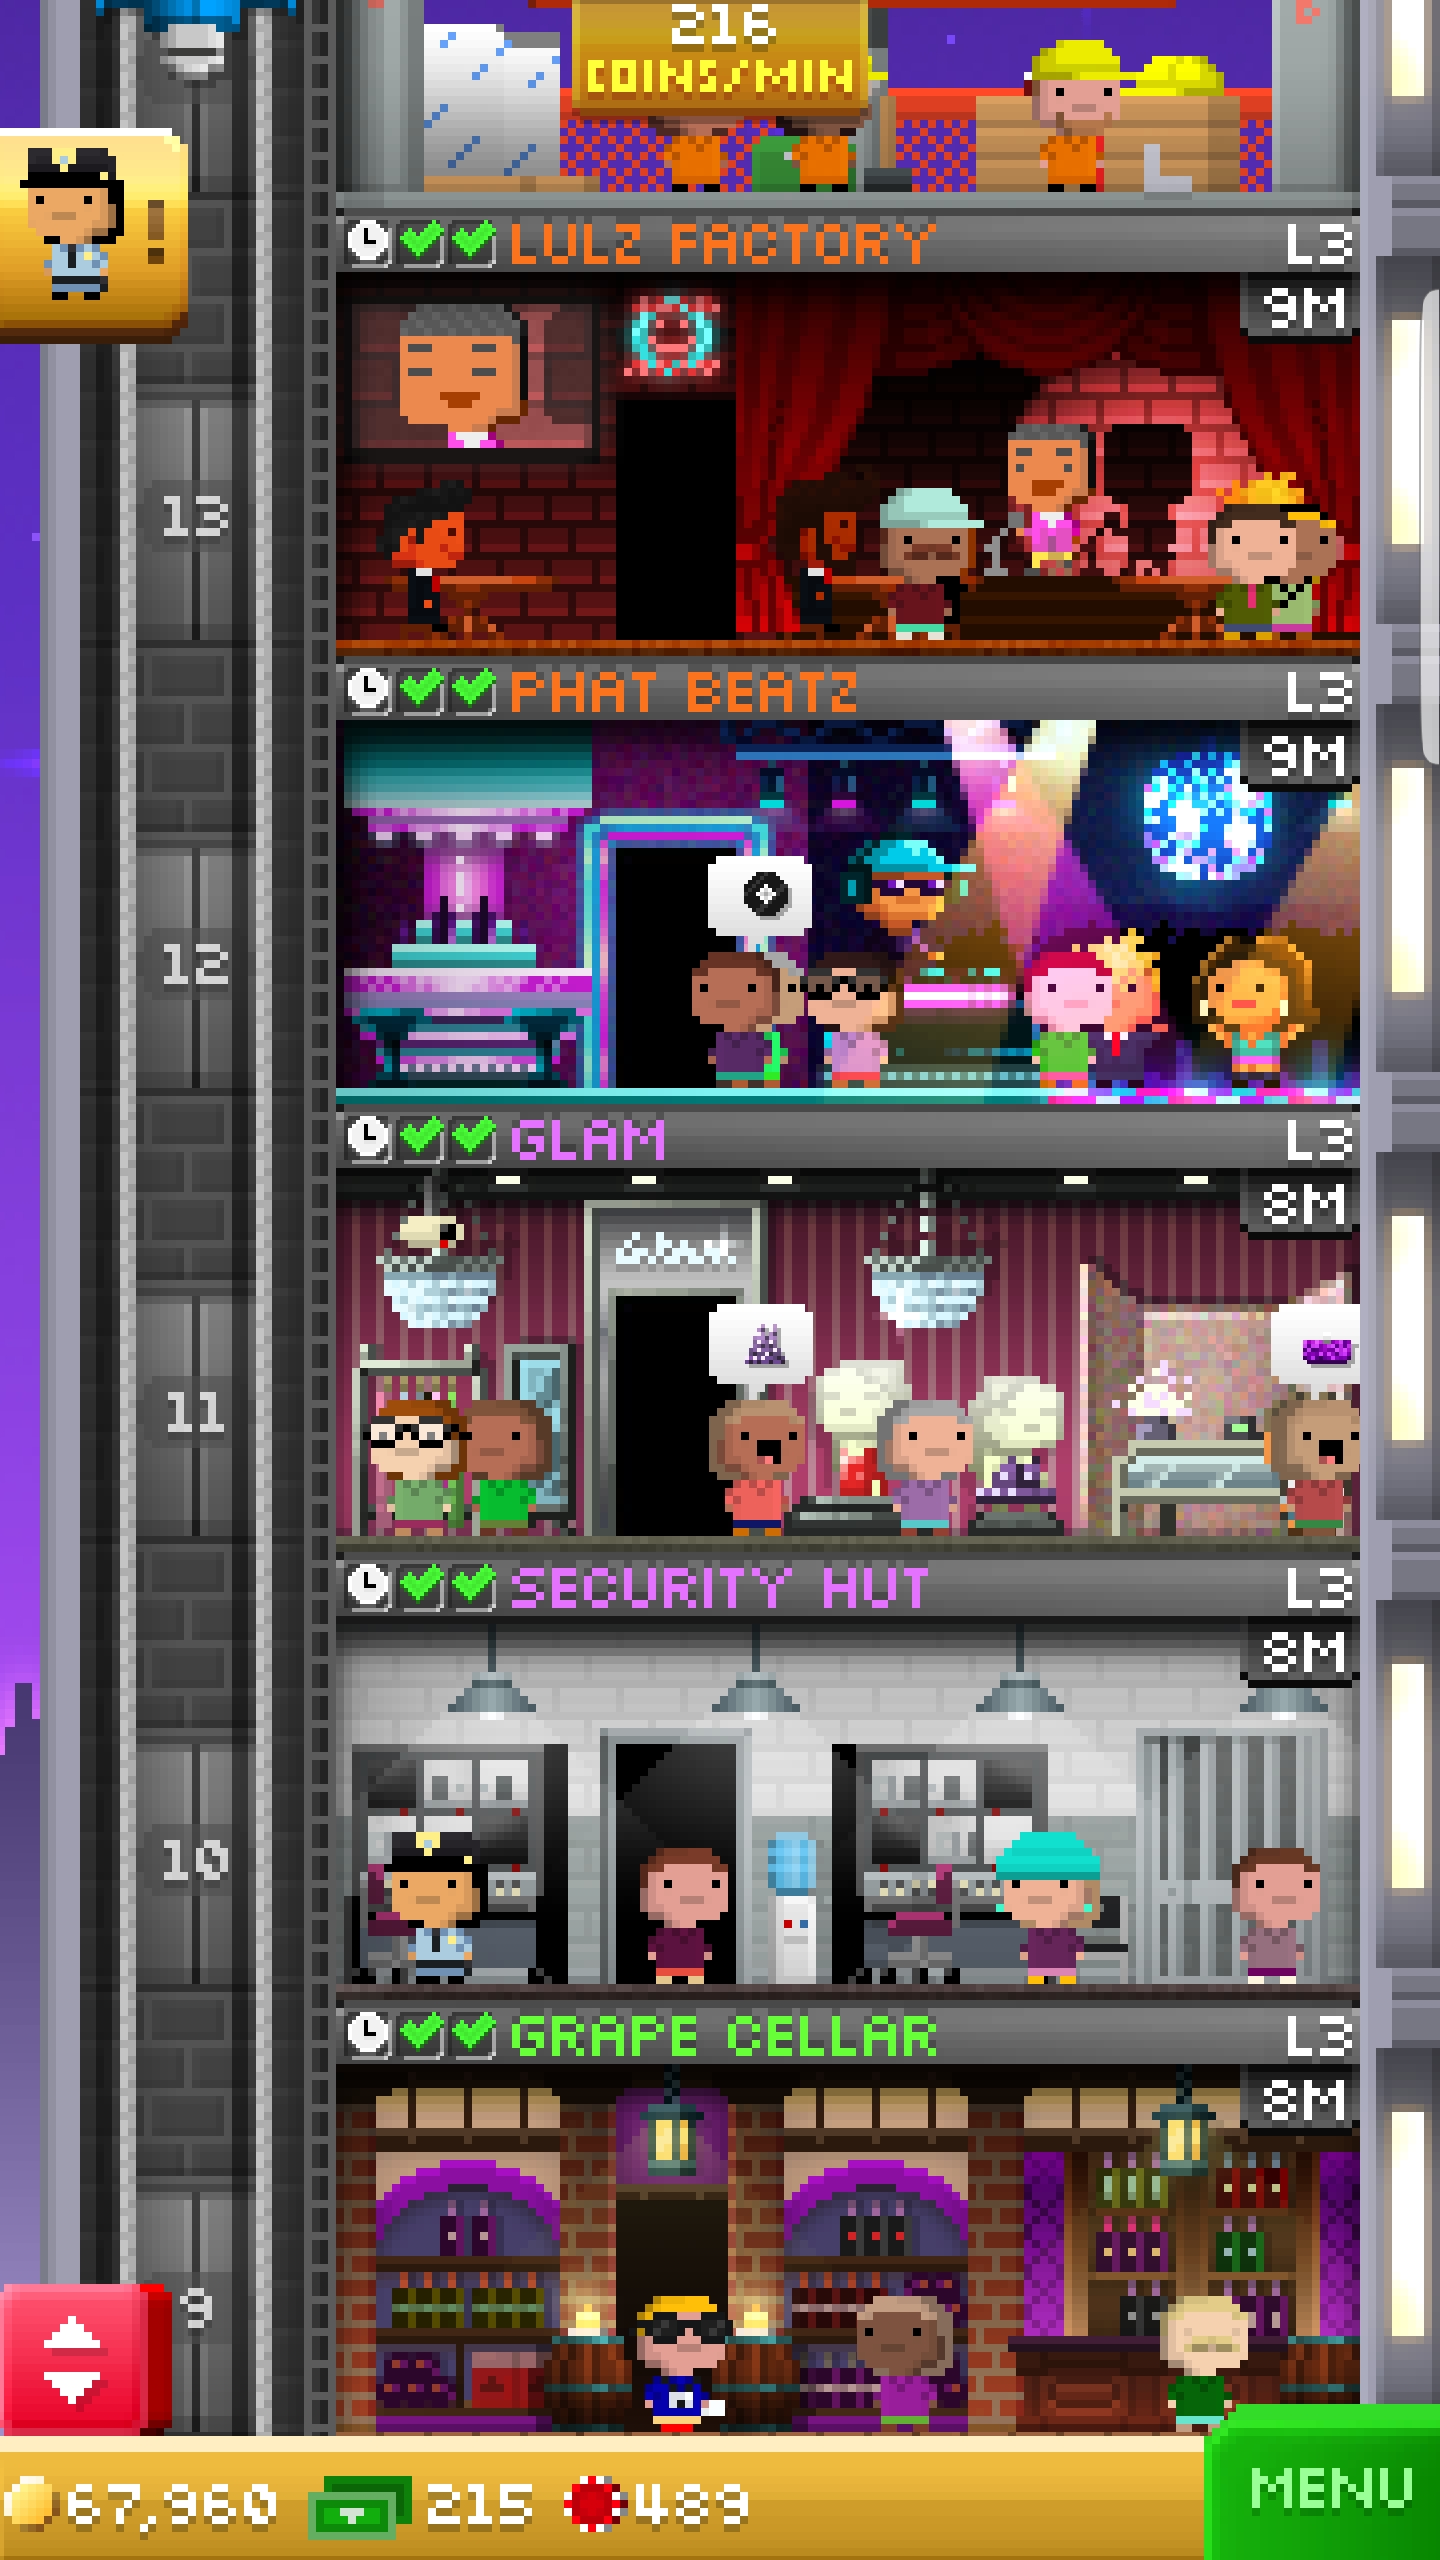 216
COINS/MIN
!
LULZ FACTORY L3
9M
13
PHAT BEATZ L3
9M
12
GLAM L3
8M
Glam
11
SECURITY HUT L3
8M
10
GRAPE CELLAR L3
8M
9
67,960 215 489
MENU